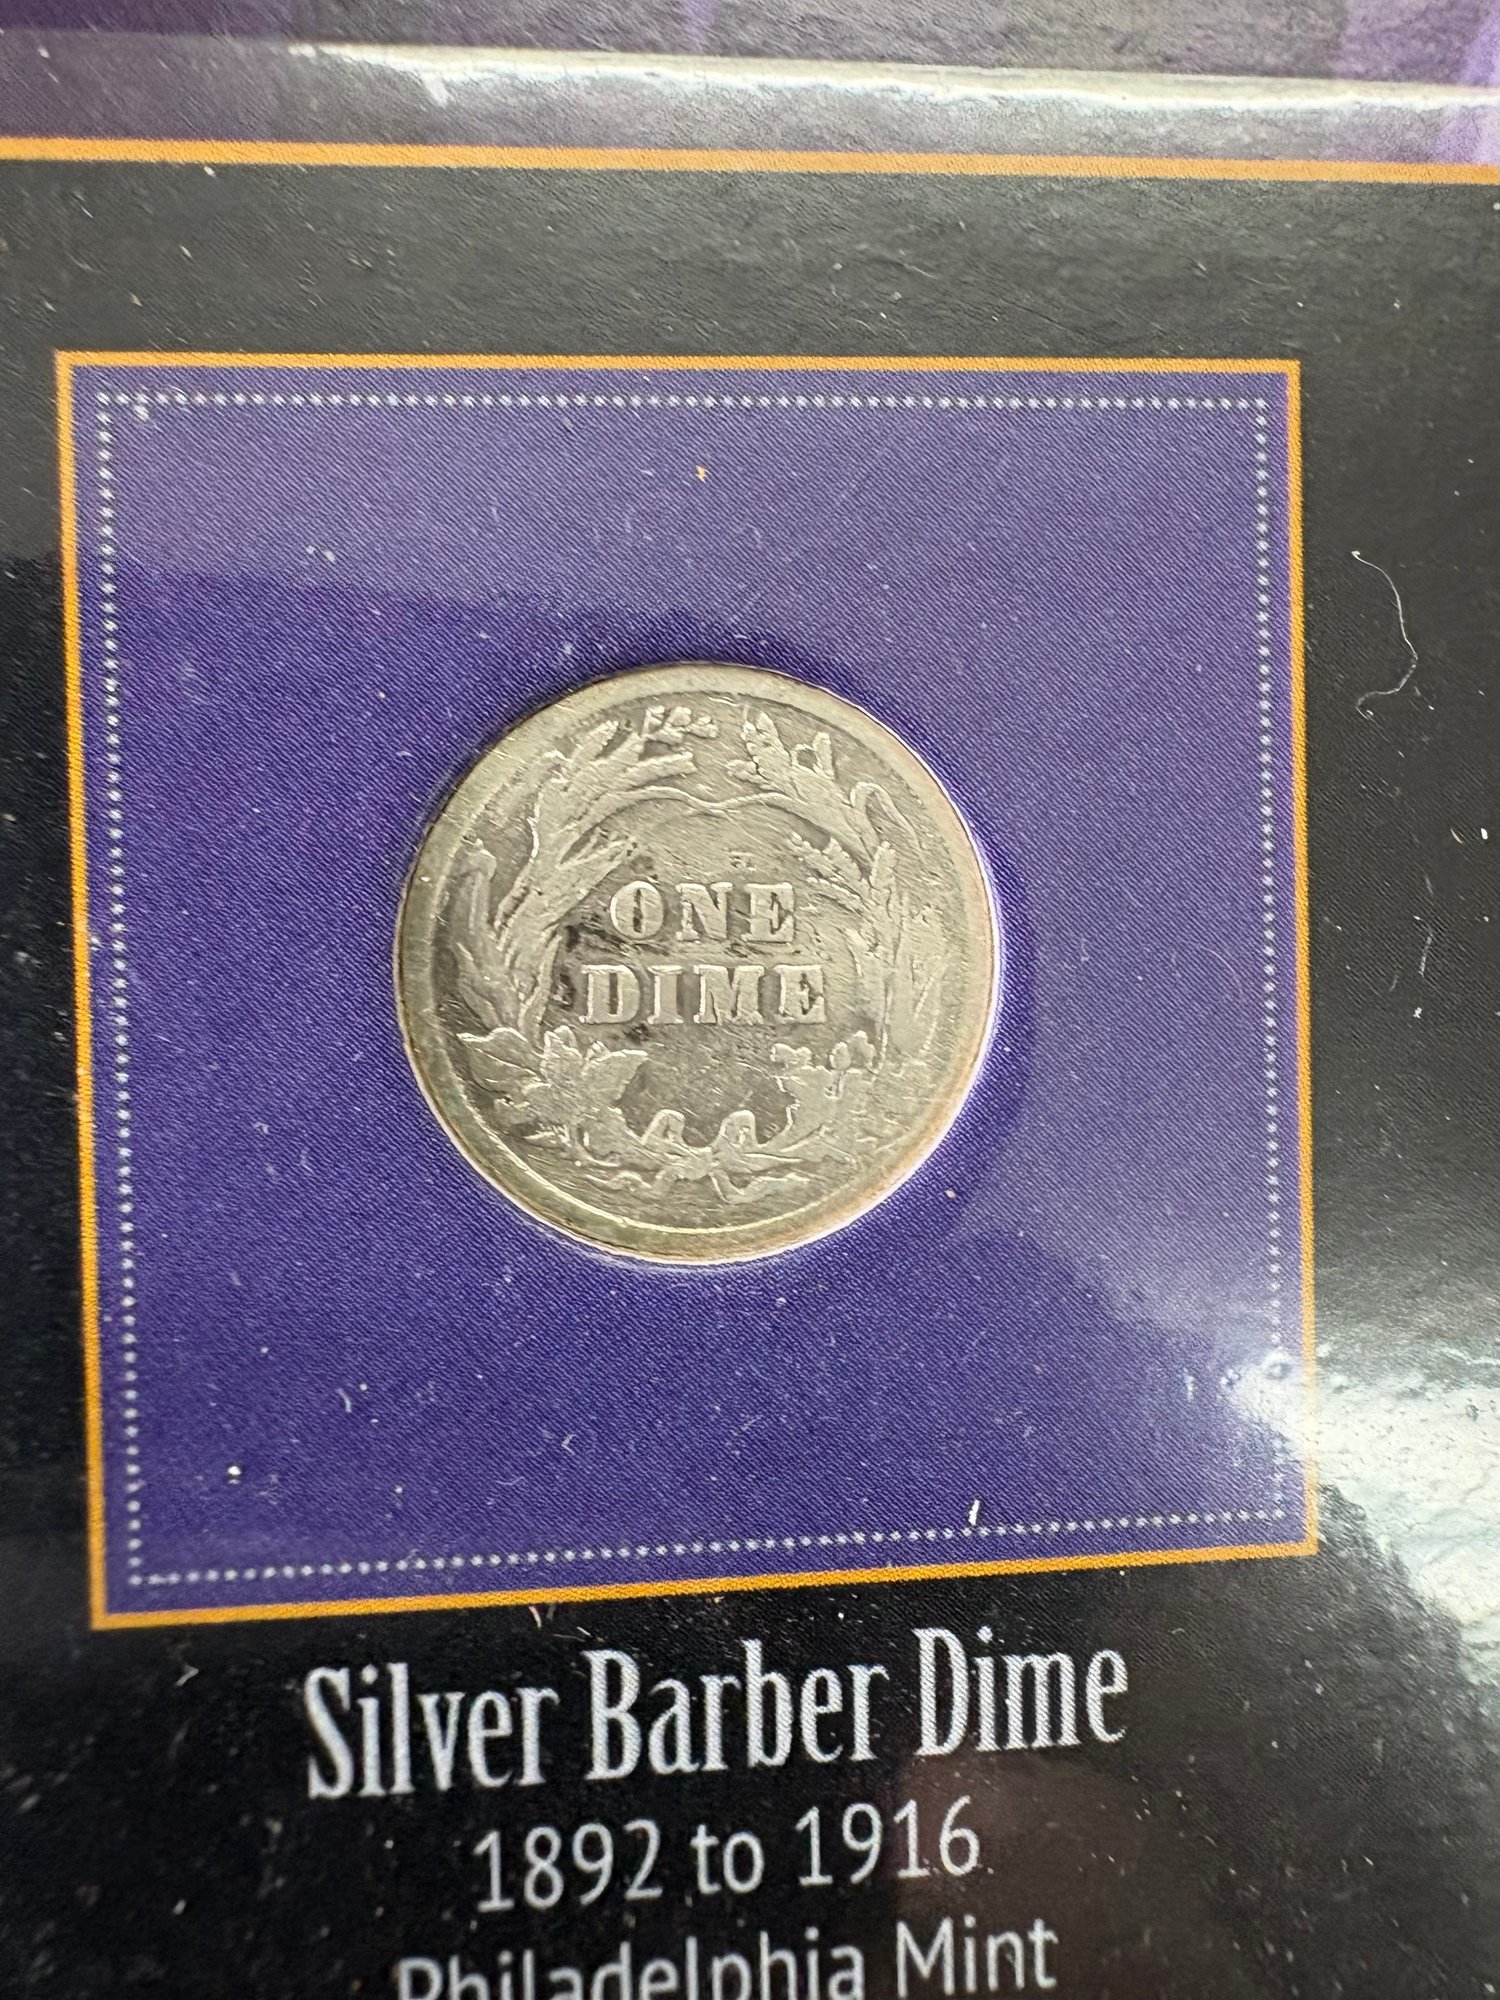 ONE
DIME
Silver Barber Dime
1892 to 1916
Philadelphia Mint